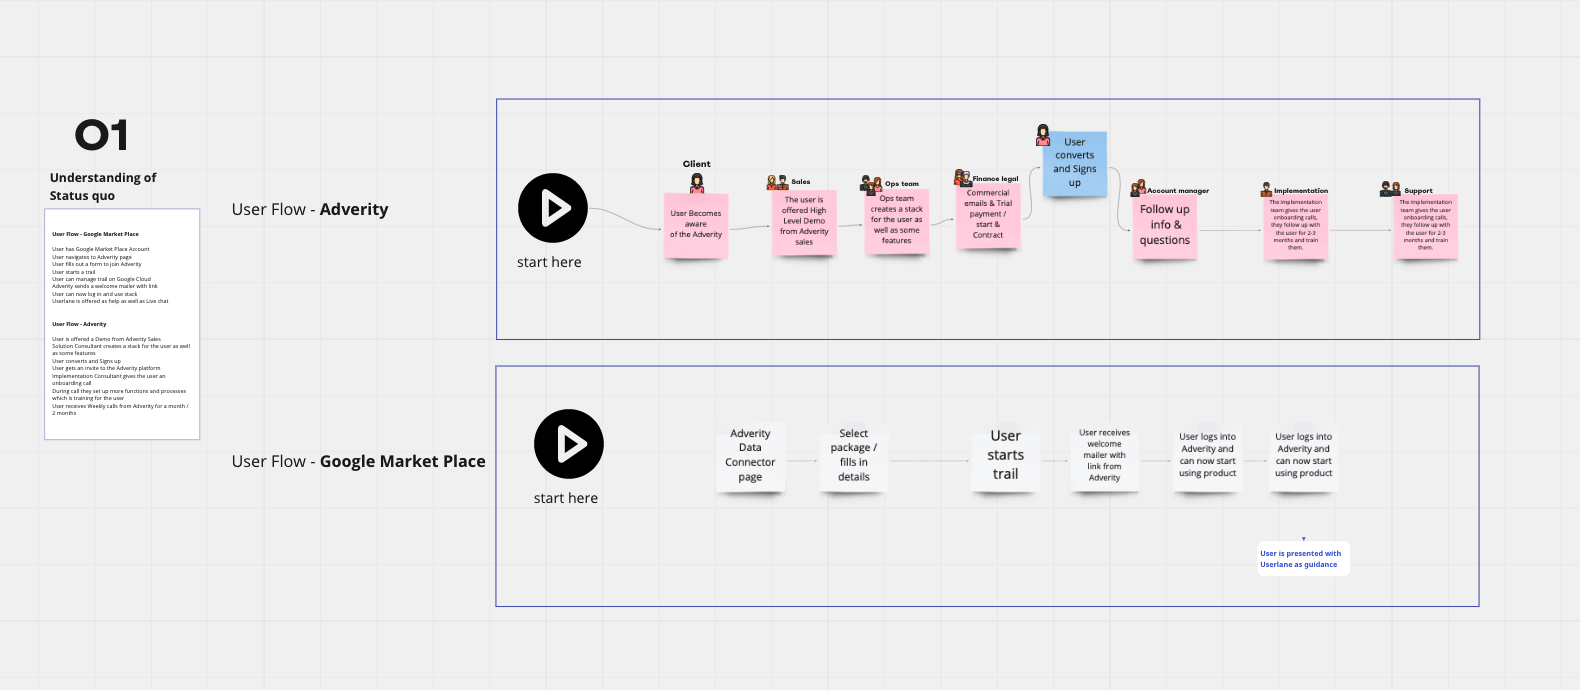 01
Understanding of
Status quo
User Flow - Google Market Place
User has Google Market Place Account
User navigates to Adverity page
User fills out a form to join Adverity
User starts a trail
User can manage trail on Google Cloud
Adverity sends a welcome mailer with link
User can now log in and use stack
Userlane is offered as help as well as Live chat
User Flow - Adverity
User is offered a Demo from Adverity Sales
Solution Consultant creates a stack for the user as well
as some features
User converts and Signs up
User gets an invite to the Adverity platform
Implementation Consultant gives the user an
onboarding call
During call they set up more functions and processes
which is training for the user
User receives Weekly calls from Adverity for a month /
2 months
User Flow - Adverity
start here
Client
User Becomes
aware
of the Adverity
Sales
The user is
offered High
Level Demo
from Adverity
sales
Ops team
Ops team
creates a stack
for the user as
well as some
features
Finance legal
Commercial
emails & Trial
payment /
start &
Contract
User
converts
and Signs
up
Account manager
Follow up
info &
questions
Implementation
The implementation
team gives the user
onboarding calls,
they follow up with
the user for 2-3
months and train
them.
Support
The implementation
team gives the user
onboarding calls,
they follow up with
the user for 2-3
months and train
them.
User Flow - Google Market Place
start here
Adverity
Data
Connector
page
Select
package /
fills in
details
User
starts
trail
User receives
welcome
mailer with
link from
Adverity
User logs into
Adverity and
can now start
using product
User logs into
Adverity and
can now start
using product
User is presented with
Userlane as guidance